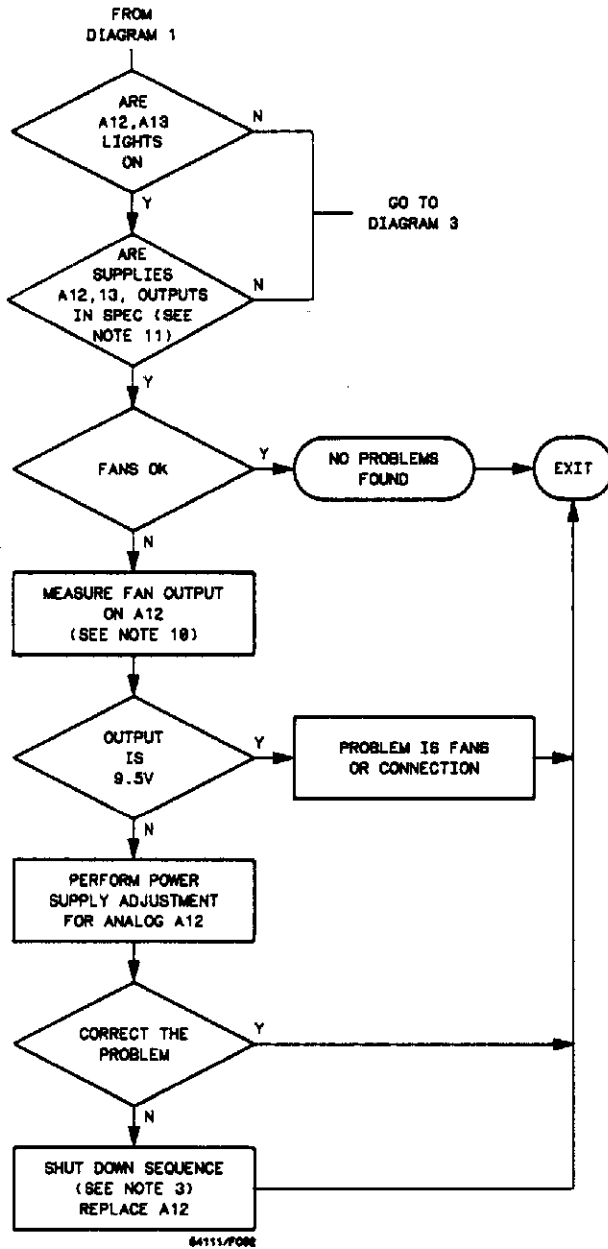 FROM
DIAGRAM 1
ARE
A12,A13
LIGHTS
ON
N
Y
GO TO
DIAGRAM 3
ARE
SUPPLIES
A12,13, OUTPUTS
IN SPEC (SEE
NOTE 11)
N
Y
FANS OK
Y
NO PROBLEMS
FOUND
EXIT
N
MEASURE FAN OUTPUT
ON A12
(SEE NOTE 10)
OUTPUT
IS
9.5V
Y
PROBLEM IS FANS
OR CONNECTION
N
PERFORM POWER
SUPPLY ADJUSTMENT
FOR ANALOG A12
CORRECT THE
PROBLEM
Y
N
SHUT DOWN SEQUENCE
(SEE NOTE 3)
REPLACE A12